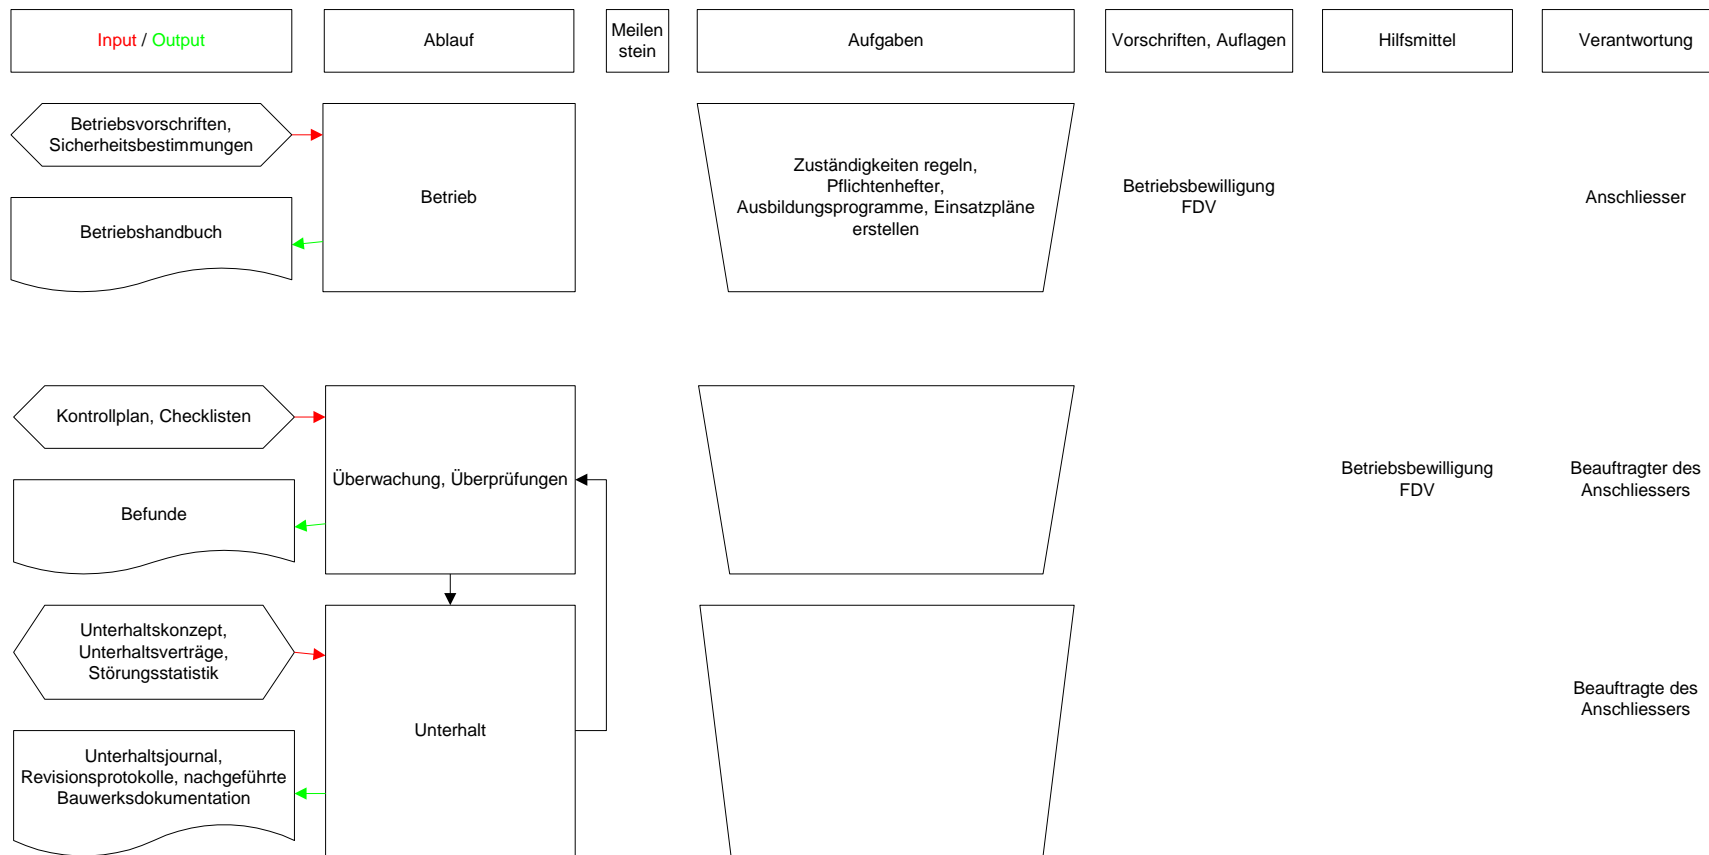 Input / Output
Ablauf
Meilen
stein
Aufgaben
Vorschriften, Auflagen
Hilfsmittel
Verantwortung
Betriebsvorschriften,
Sicherheitsbestimmungen
Betriebshandbuch
Betrieb
Zuständigkeiten regeln,
Pflichtenhefter,
Ausbildungsprogramme, Einsatzpläne
erstellen
Betriebsbewilligung
FDV
Anschliesser
Kontrollplan, Checklisten
Befunde
Überwachung, Überprüfungen
Betriebsbewilligung
FDV
Beauftragter des
Anschliessers
Unterhaltskonzept,
Unterhaltsverträge,
Störungsstatistik
Unterhaltsjournal,
Revisionsprotokolle, nachgeführte
Bauwerksdokumentation
Unterhalt
Beauftragte des
Anschliessers